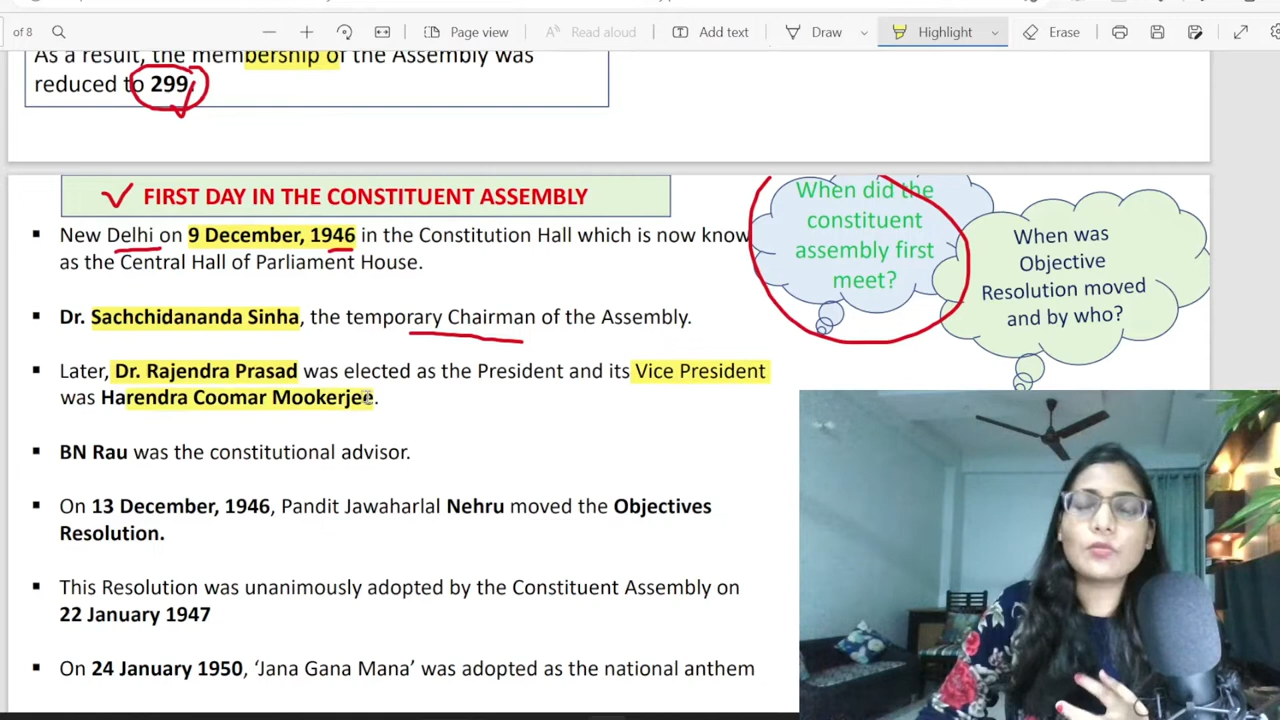 of 8
Page view
Read aloud
Add text
Draw
Highlight
Erase
As a result, the membership of the Assembly was
reduced to 299.
FIRST DAY IN THE CONSTITUENT ASSEMBLY
New Delhi on 9 December, 1946 in the Constitution Hall which is now know
as the Central Hall of Parliament House.
Dr. Sachchidananda Sinha, the temporary Chairman of the Assembly.
Later, Dr. Rajendra Prasad was elected as the President and its Vice President
was Harendra Coomar Mookerjee.
BN Rau was the constitutional advisor.
On 13 December, 1946, Pandit Jawaharlal Nehru moved the Objectives
Resolution.
This Resolution was unanimously adopted by the Constituent Assembly on
22 January 1947
On 24 January 1950, ‘Jana Gana Mana’ was adopted as the national anthem
When did the
constituent
assembly first
meet?
When was
Objective
Resolution moved
and by who?